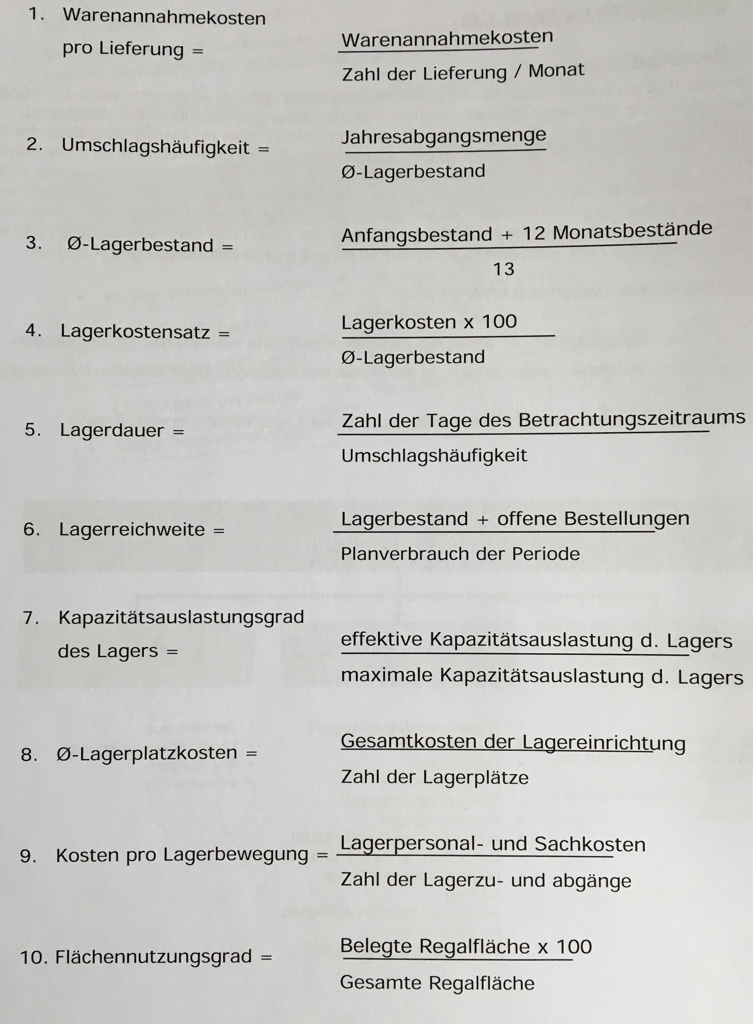 1. Warenannahmekosten
pro Lieferung =
Warenannahmekosten
Zahl der Lieferung / Monat
2. Umschlagshäufigkeit =
Jahresabgangsmenge
Ø-Lagerbestand
3. Ø-Lagerbestand =
Anfangsbestand + 12 Monatsbestände
13
4. Lagerkostensatz =
Lagerkosten x 100
Ø-Lagerbestand
5. Lagerdauer =
Zahl der Tage des Betrachtungszeitraums
Umschlagshäufigkeit
6. Lagerreichweite =
Lagerbestand + offene Bestellungen
Planverbrauch der Periode
7. Kapazitätsauslastungsgrad
des Lagers =
effektive Kapazitätsauslastung d. Lagers
maximale Kapazitätsauslastung d. Lagers
8. Ø-Lagerplatzkosten =
Gesamtkosten der Lagereinrichtung
Zahl der Lagerplätze
9. Kosten pro Lagerbewegung =
Lagerpersonal- und Sachkosten
Zahl der Lagerzu- und abgänge
10. Flächennutzungsgrad =
Belegte Regalfläche x 100
Gesamte Regalfläche